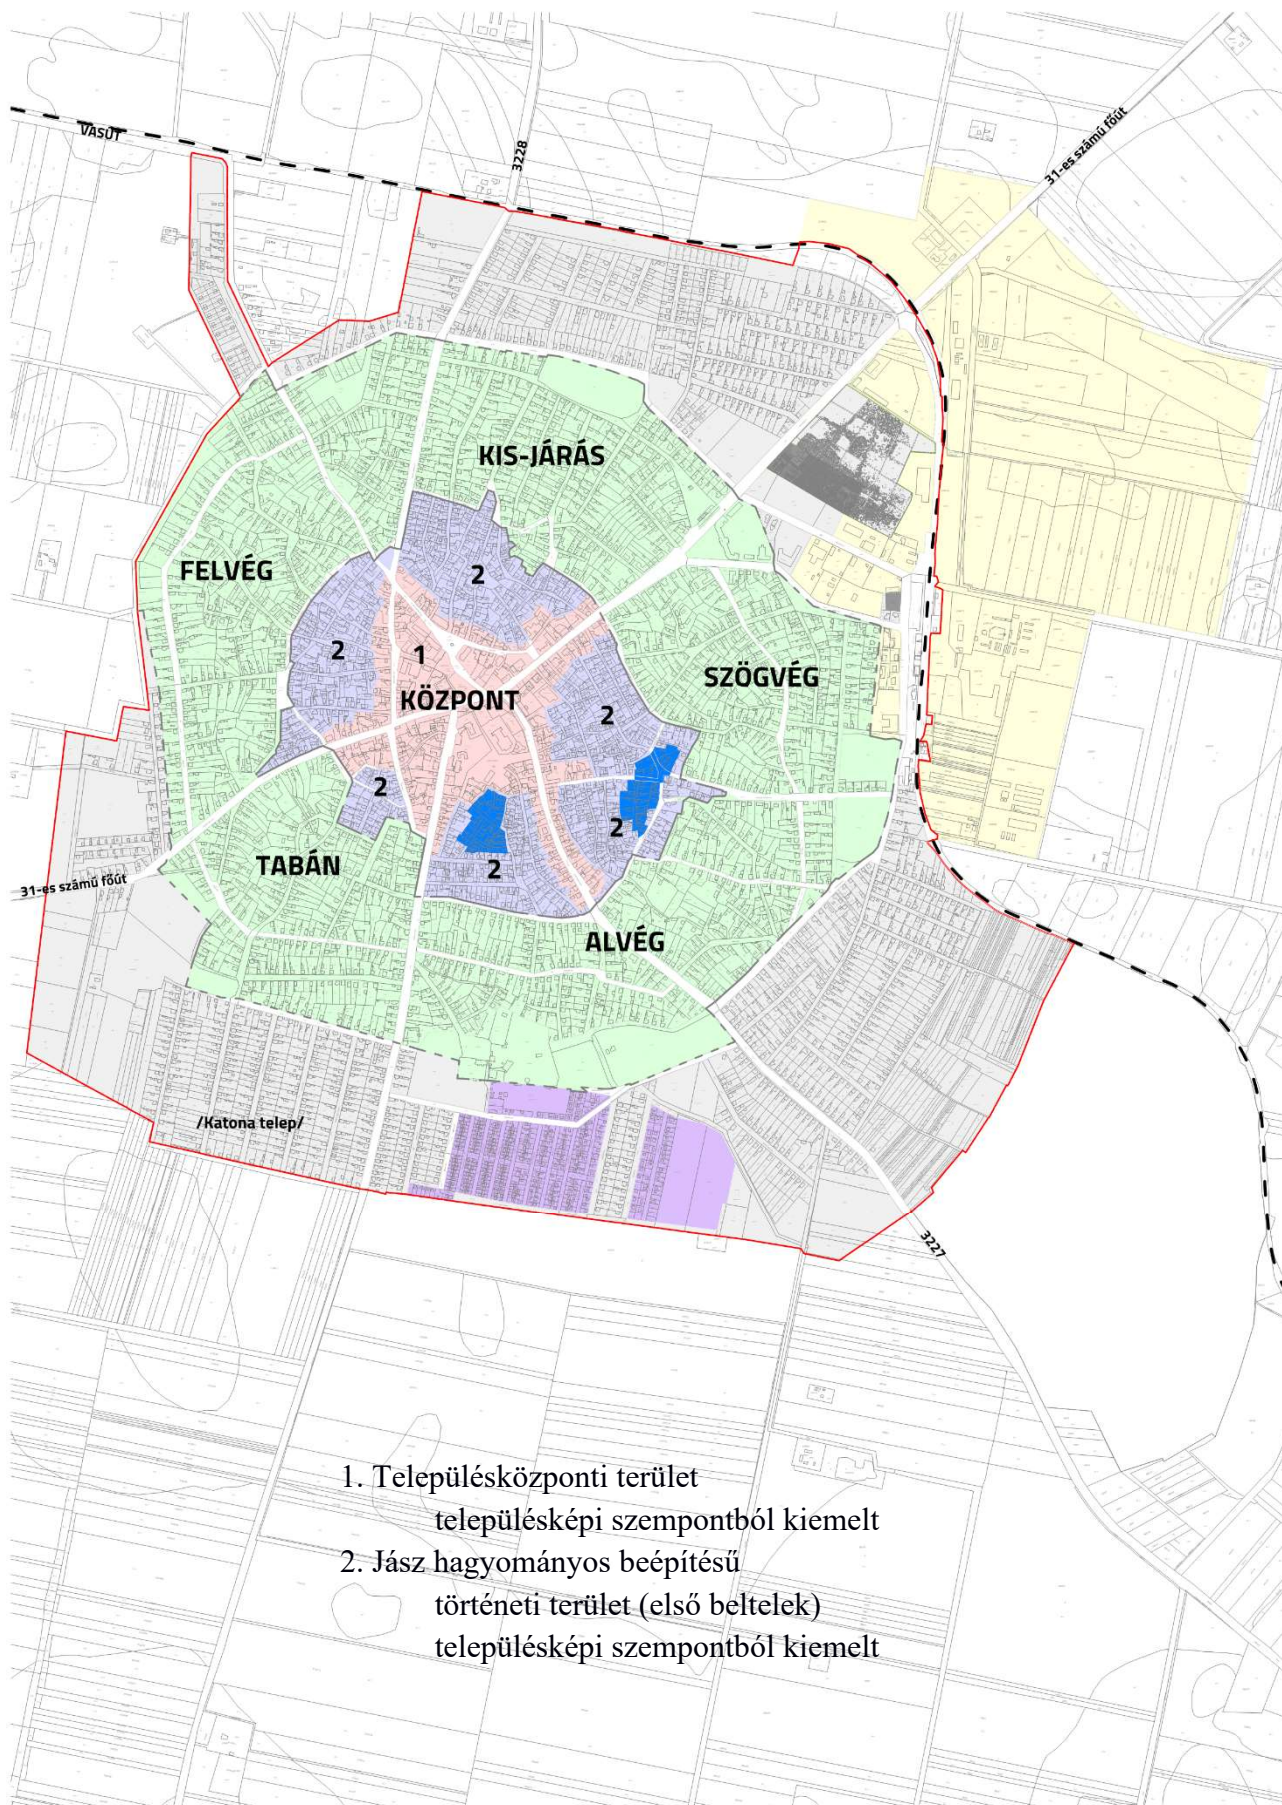 VASÚT
3228
31-es számú főút
KIS-JÁRÁS
FELVÉG
2
2
1
KÖZPONT
SZÖGVÉG
2
2
2
TABÁN
2
31-es számú főút
ALVÉG
/Katona telep/
3227
1. Településközponti terület
településképi szempontból kiemelt
2. Jász hagyományos beépítésű
történeti terület (első beltelek)
településképi szempontból kiemelt